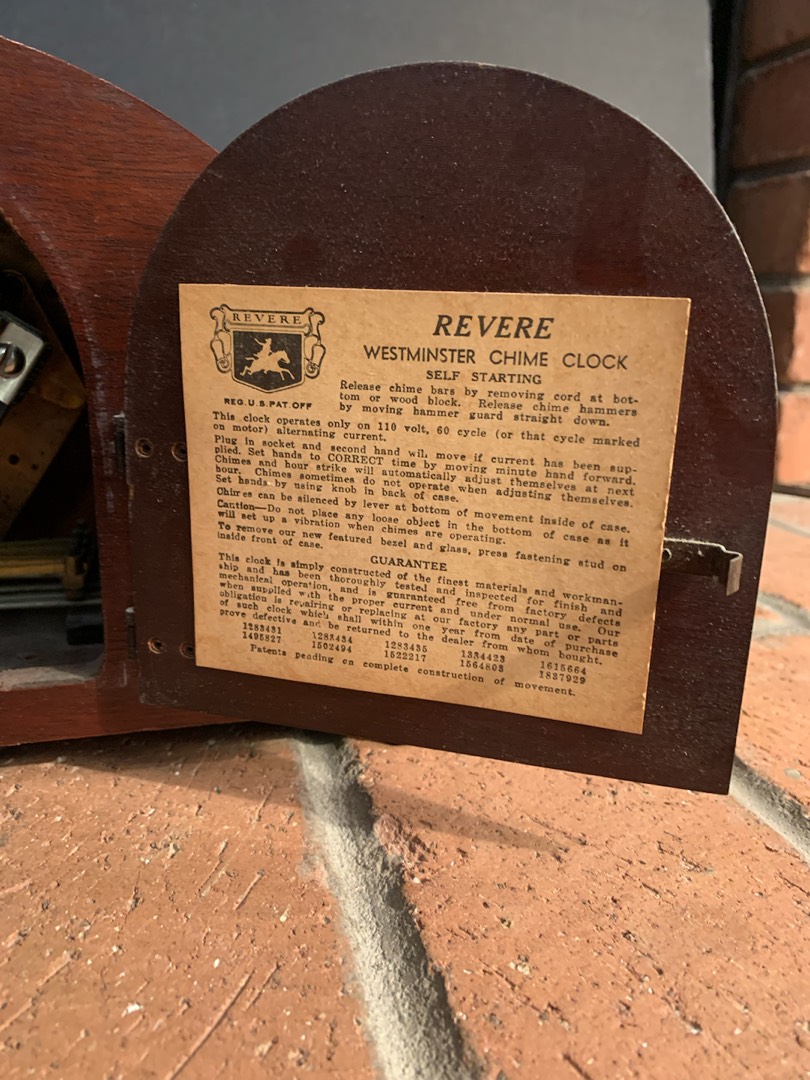 REVERE
REG.U.S.PAT.OFF
REVERE
WESTMINSTER CHIME CLOCK
SELF STARTING
Release chime bars by removing cord at bot-
tom or wood block. Release chime hammers
by moving hammer guard straight down.
This clock operates only on 110 volt, 60 cycle (or that cycle marked
on motor) alternating current.
Plug in socket and second hand will move if current has been sup-
plied. Set hands to CORRECT time by moving minute hand forward.
Chimes and hour strike will automatically adjust themselves at next
hour. Chimes sometimes do not operate when adjusting themselves.
Set hands by using knob in back of case.
Chimes can be silenced by lever at bottom of movement inside of case.
Caution—Do not place any loose object in the bottom of case as it
will set up a vibration when chimes are operating.
To remove our new featured bezel and glass, press fastening stud on
inside front of case.
GUARANTEE
This clock is simply constructed of the finest materials and workman-
ship and has been thoroughly tested and inspected for finish and
mechanical operation, and is guaranteed free from factory defects
when supplied with the proper current and under normal use. Our
obligation is repairing or replacing at our factory any part or parts
of such clock which shall within one year from date of purchase
prove defective and be returned to the dealer from whom bought.
1283431 1283434 1283435 1334423 1615664
1495827 1502494 1522217 1564803 1837929
Patents pending on complete construction of movement.